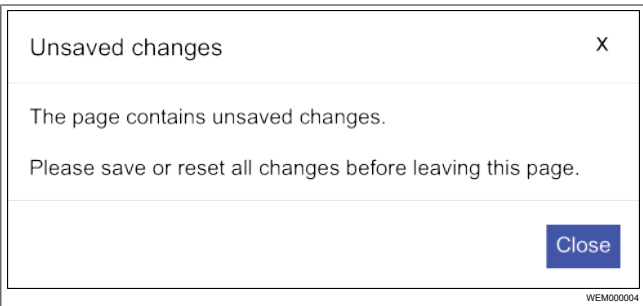 Unsaved changes
X
The page contains unsaved changes.
Please save or reset all changes before leaving this page.
Close
WEM000004